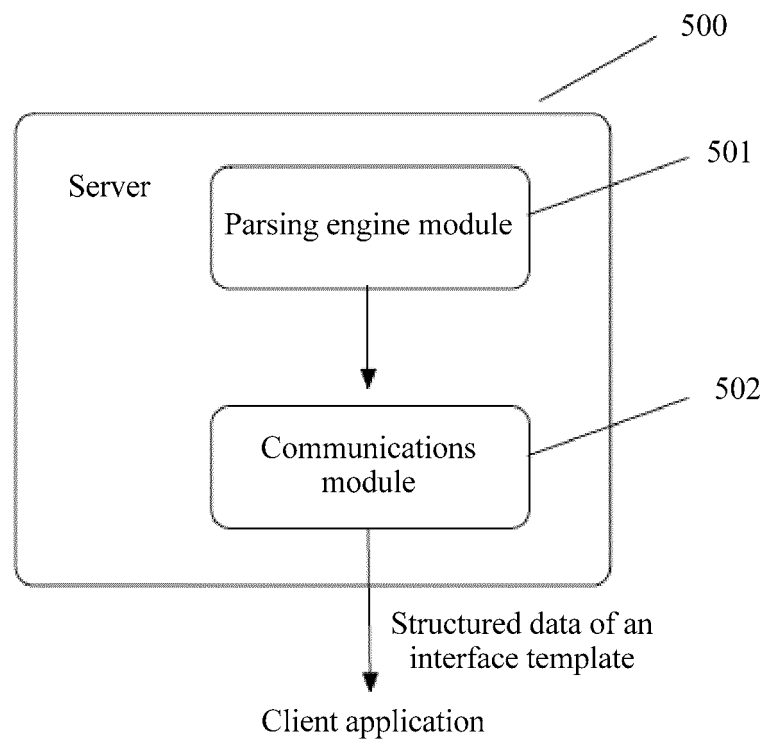 500
501
Server
Parsing engine module
502
Communications
module
Structured data of an
interface template
Client application